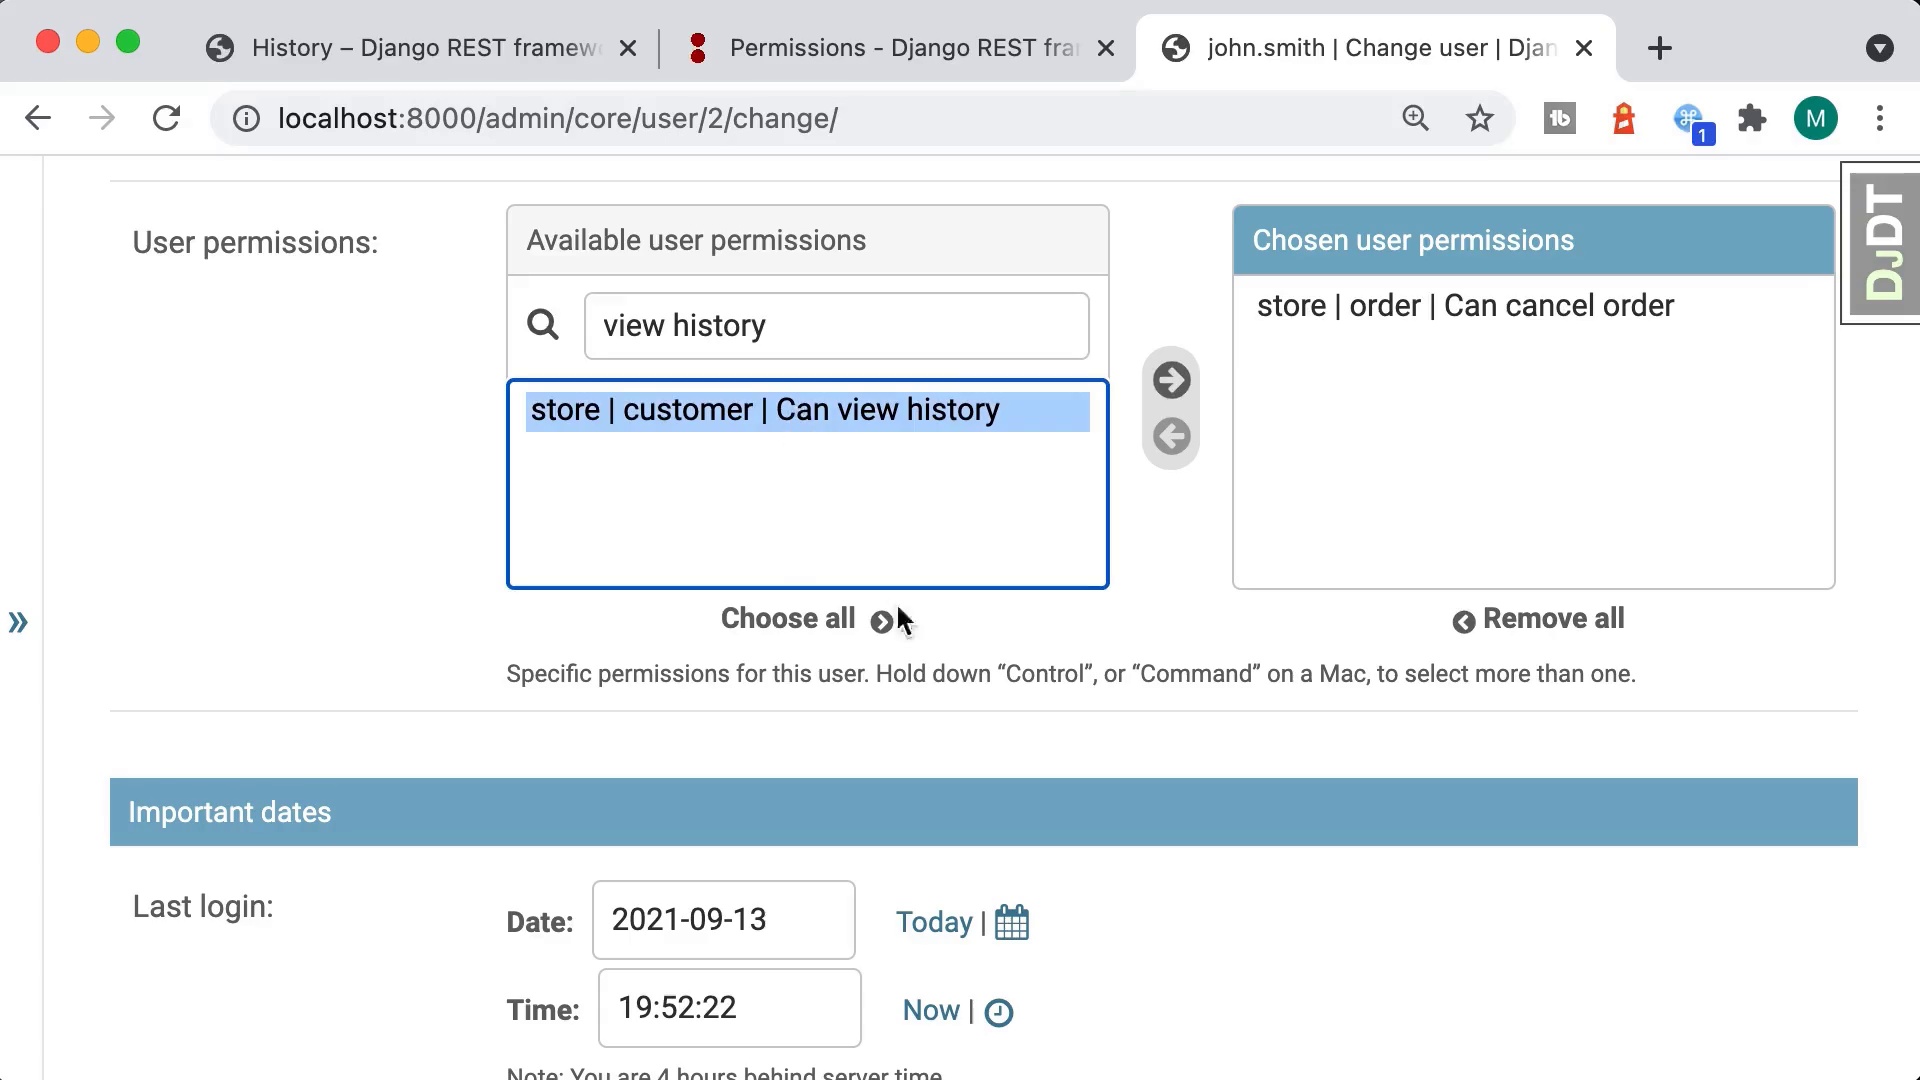 History – Django REST framew
Permissions - Django REST fra
john.smith | Change user | Djan
localhost:8000/admin/core/user/2/change/
1
M
DJDT
User permissions:
Available user permissions
view history
store | customer | Can view history
Choose all
Chosen user permissions
store | order | Can cancel order
Remove all
Specific permissions for this user. Hold down “Control”, or “Command” on a Mac, to select more than one.
Important dates
Last login:
Date: 2021-09-13 Today |
Time: 19:52:22 Now |
Note: You are 4 hours behind server time.